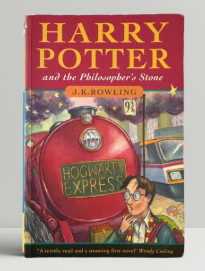 HARRY
POTTER
and the Philosopher's Stone
J.K.ROWLING
9¾
HOGWARTS
EXPRESS
"A terrific read and a stunning first novel" Wendy Cooling